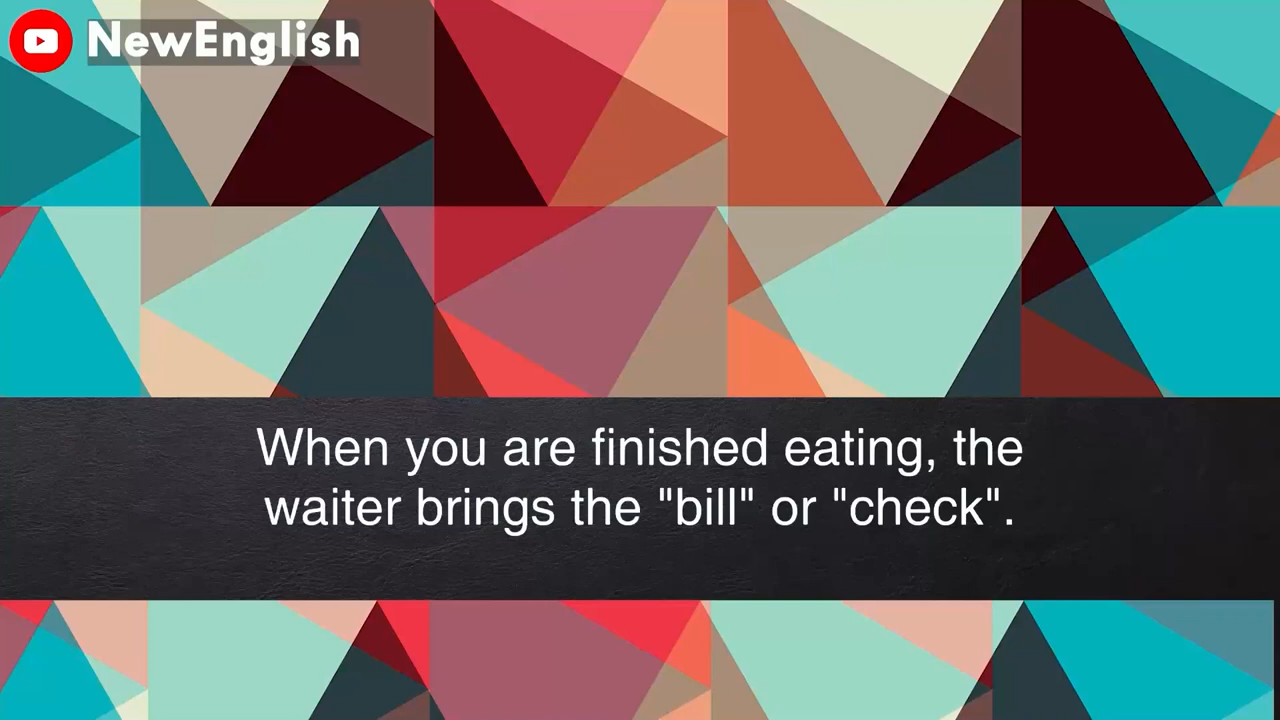 NewEnglish
When you are finished eating, the
waiter brings the "bill" or "check".